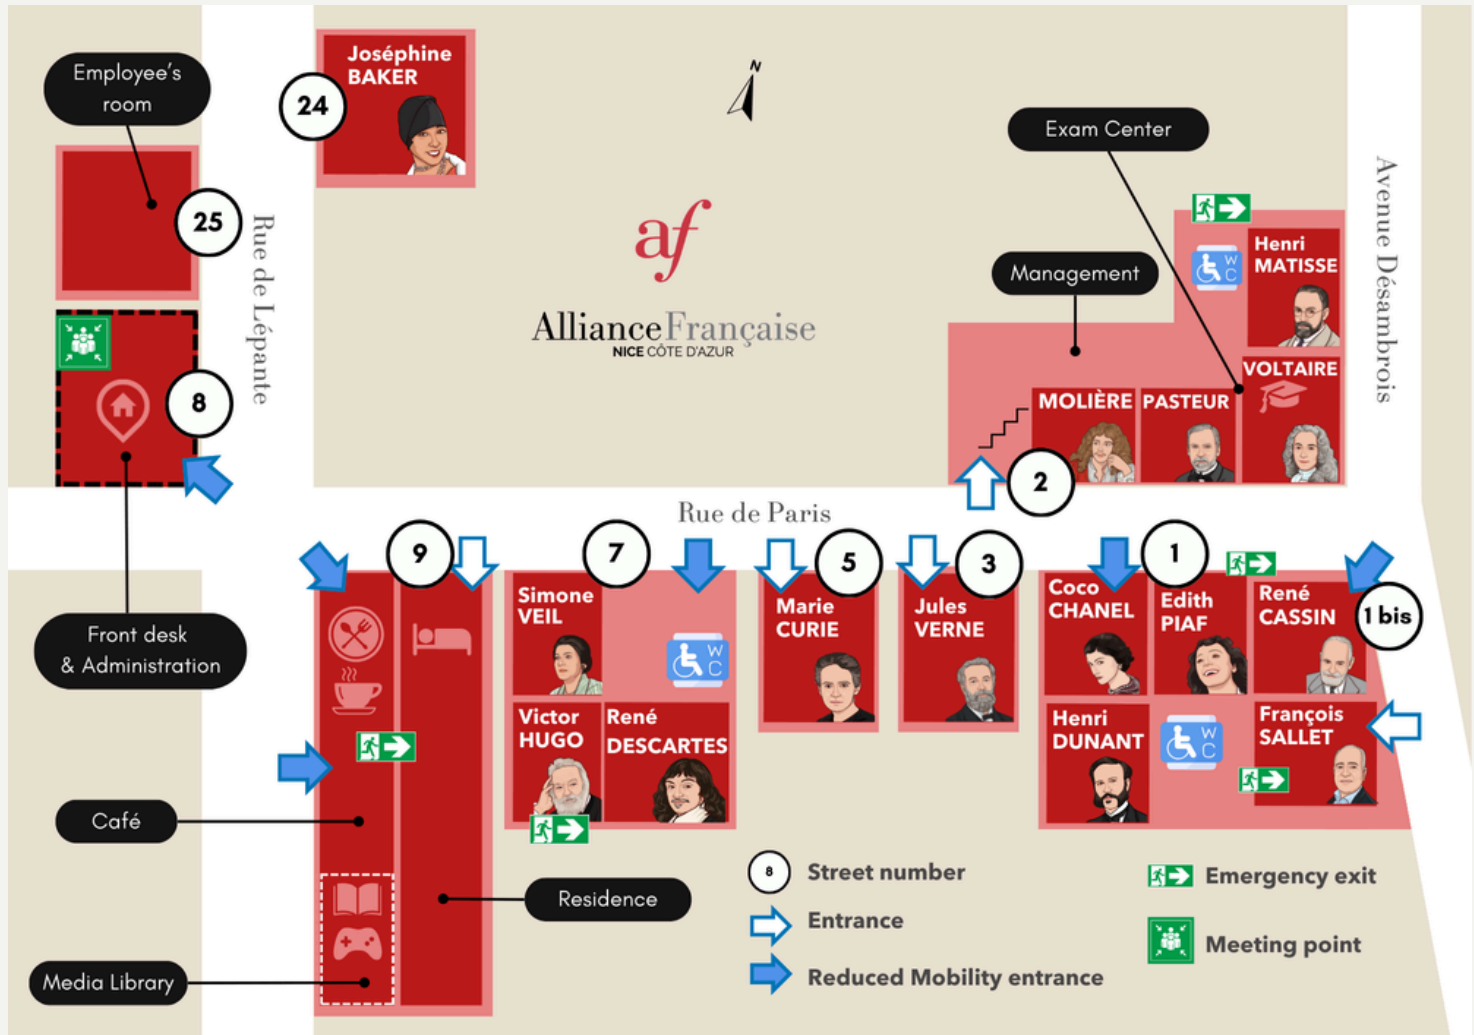 Employee's
room
Joséphine
BAKER
24
N
Exam Center
25
Rue de Lépante
af
Alliance Française
NICE CÔTE D'AZUR
Management
Henri
MATISSE
W
C
Avenue Désambrois
VOLTAIRE
MOLIÈRE
PASTEUR
8
2
Rue de Paris
Front desk
& Administration
9
7
5
3
1
1 bis
Simone
VEIL
W
C
Victor
HUGO
René
DESCARTES
Marie
CURIE
Jules
VERNE
Coco
CHANEL
Edith
PIAF
René
CASSIN
Henri
DUNANT
W
C
François
SALLET
Café
Residence
Media Library
8
Street number
Entrance
Reduced Mobility entrance
Emergency exit
Meeting point